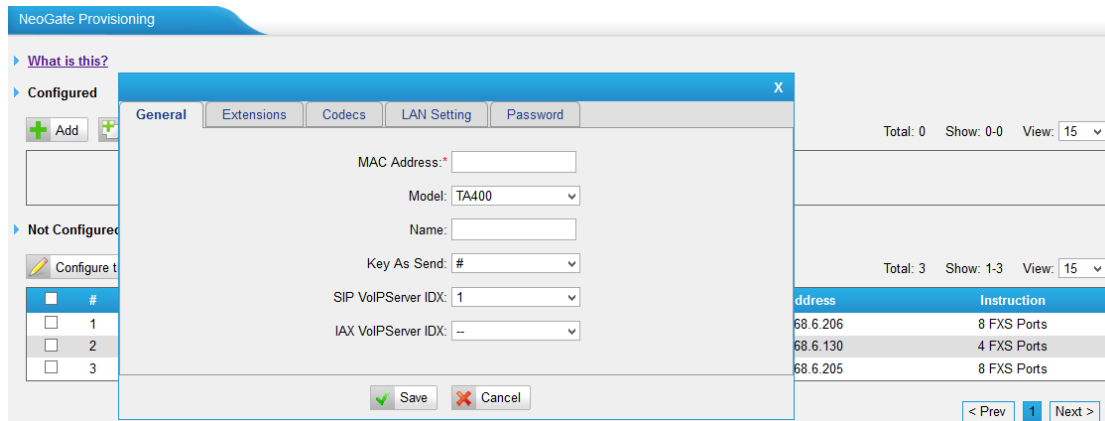 NeoGate Provisioning
What is this?
Configured
X
General Extensions Codecs LAN Setting Password
Add
Total: 0 Show: 0-0 View: 15
MAC Address:*
Model: TA400
Name:
Not Configured
Key As Send: #
Configure t
Total: 3 Show: 1-3 View: 15
SIP VoIPServer IDX: 1
# ddress Instruction
1 68.6.206 8 FXS Ports
IAX VoIPServer IDX: --
2 68.6.130 4 FXS Ports
3 68.6.205 8 FXS Ports
Save Cancel
< Prev 1 Next >